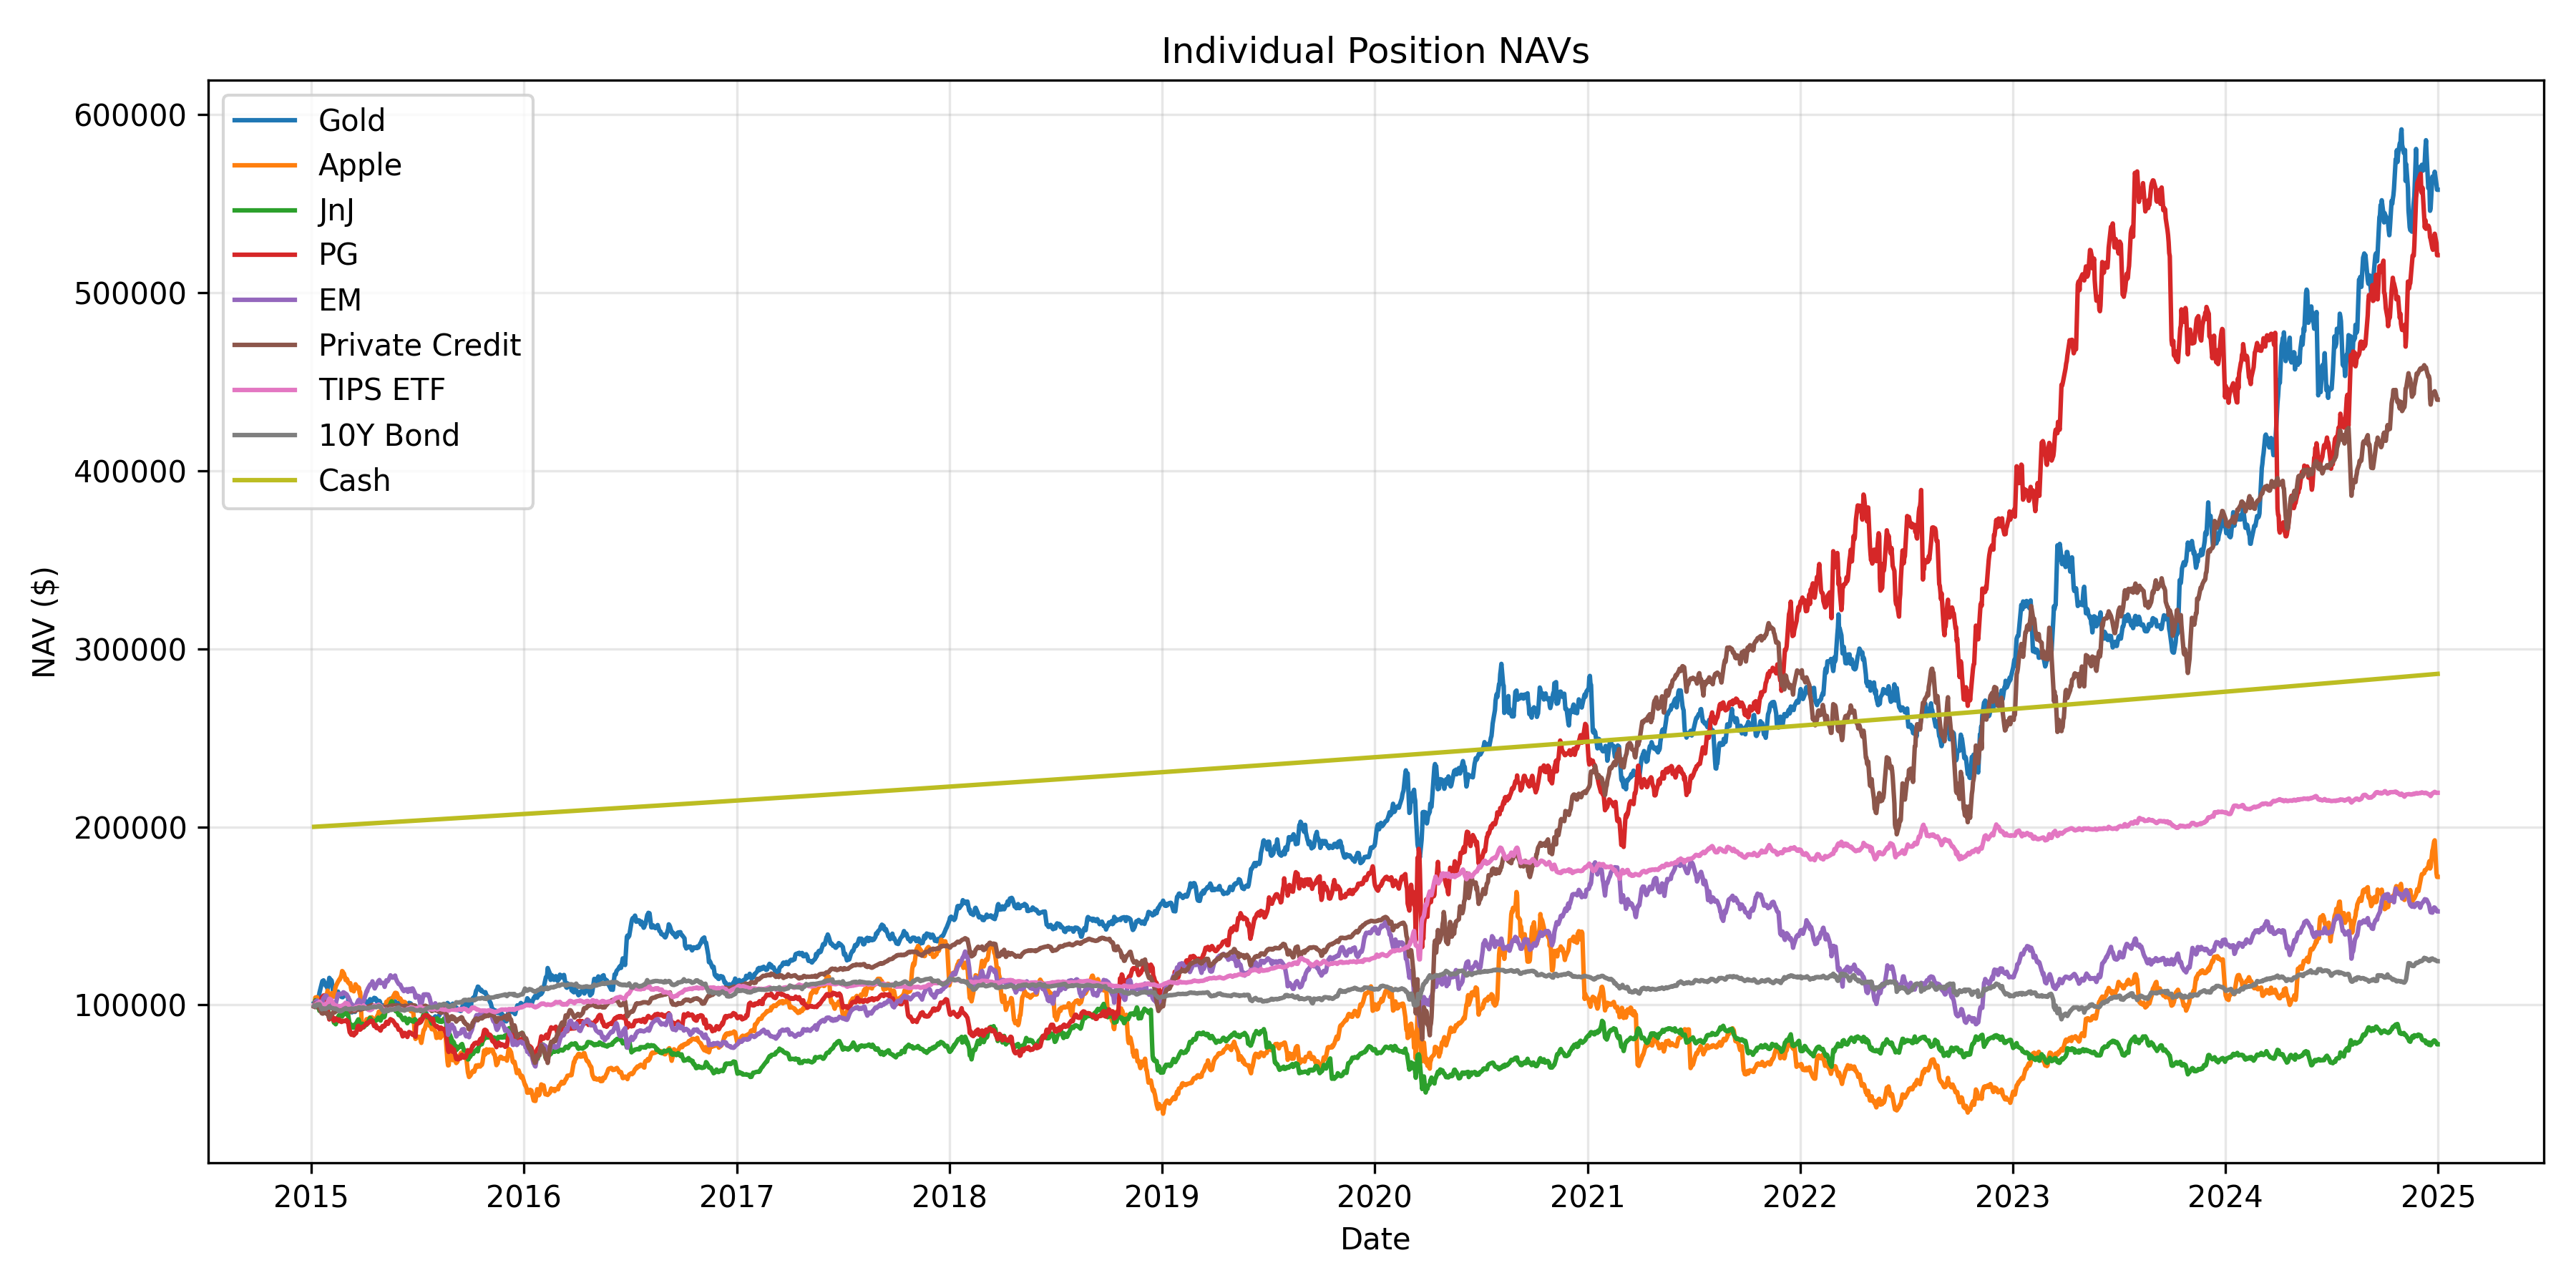 Individual Position NAVs
Gold
Apple
JnJ
PG
EM
Private Credit
TIPS ETF
10Y Bond
Cash
600000
500000
400000
300000
200000
100000
NAV ($)
2015 2016 2017 2018 2019 2020 2021 2022 2023 2024 2025
Date